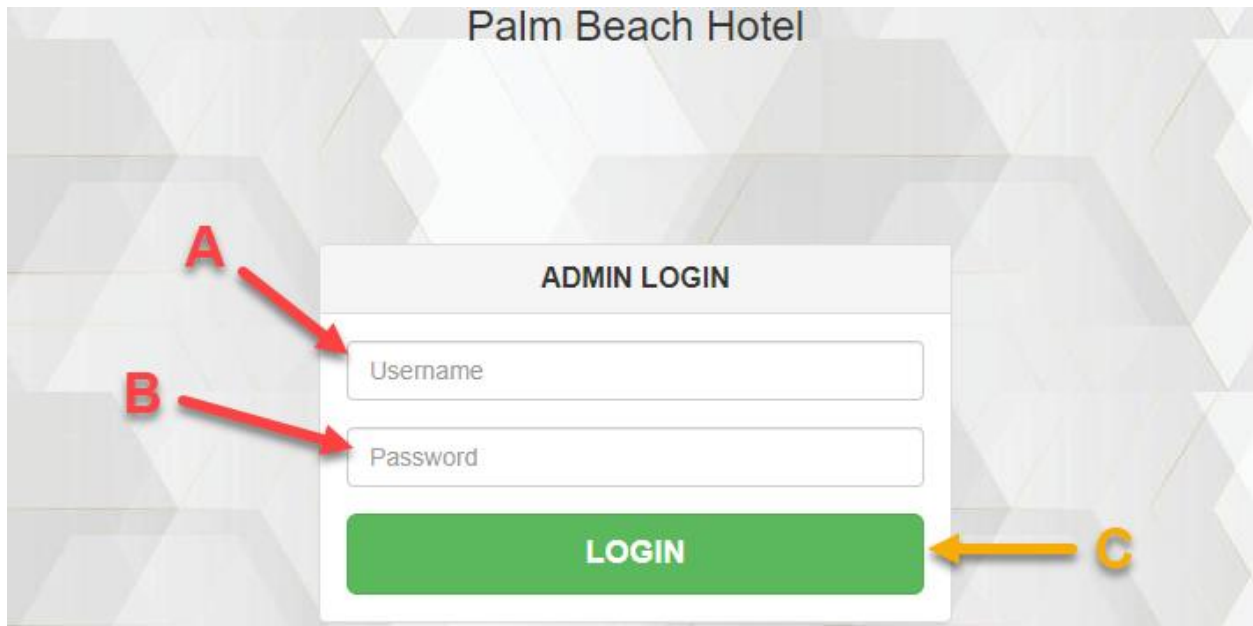 Palm Beach Hotel
A
ADMIN LOGIN
Username
B
Password
LOGIN
C